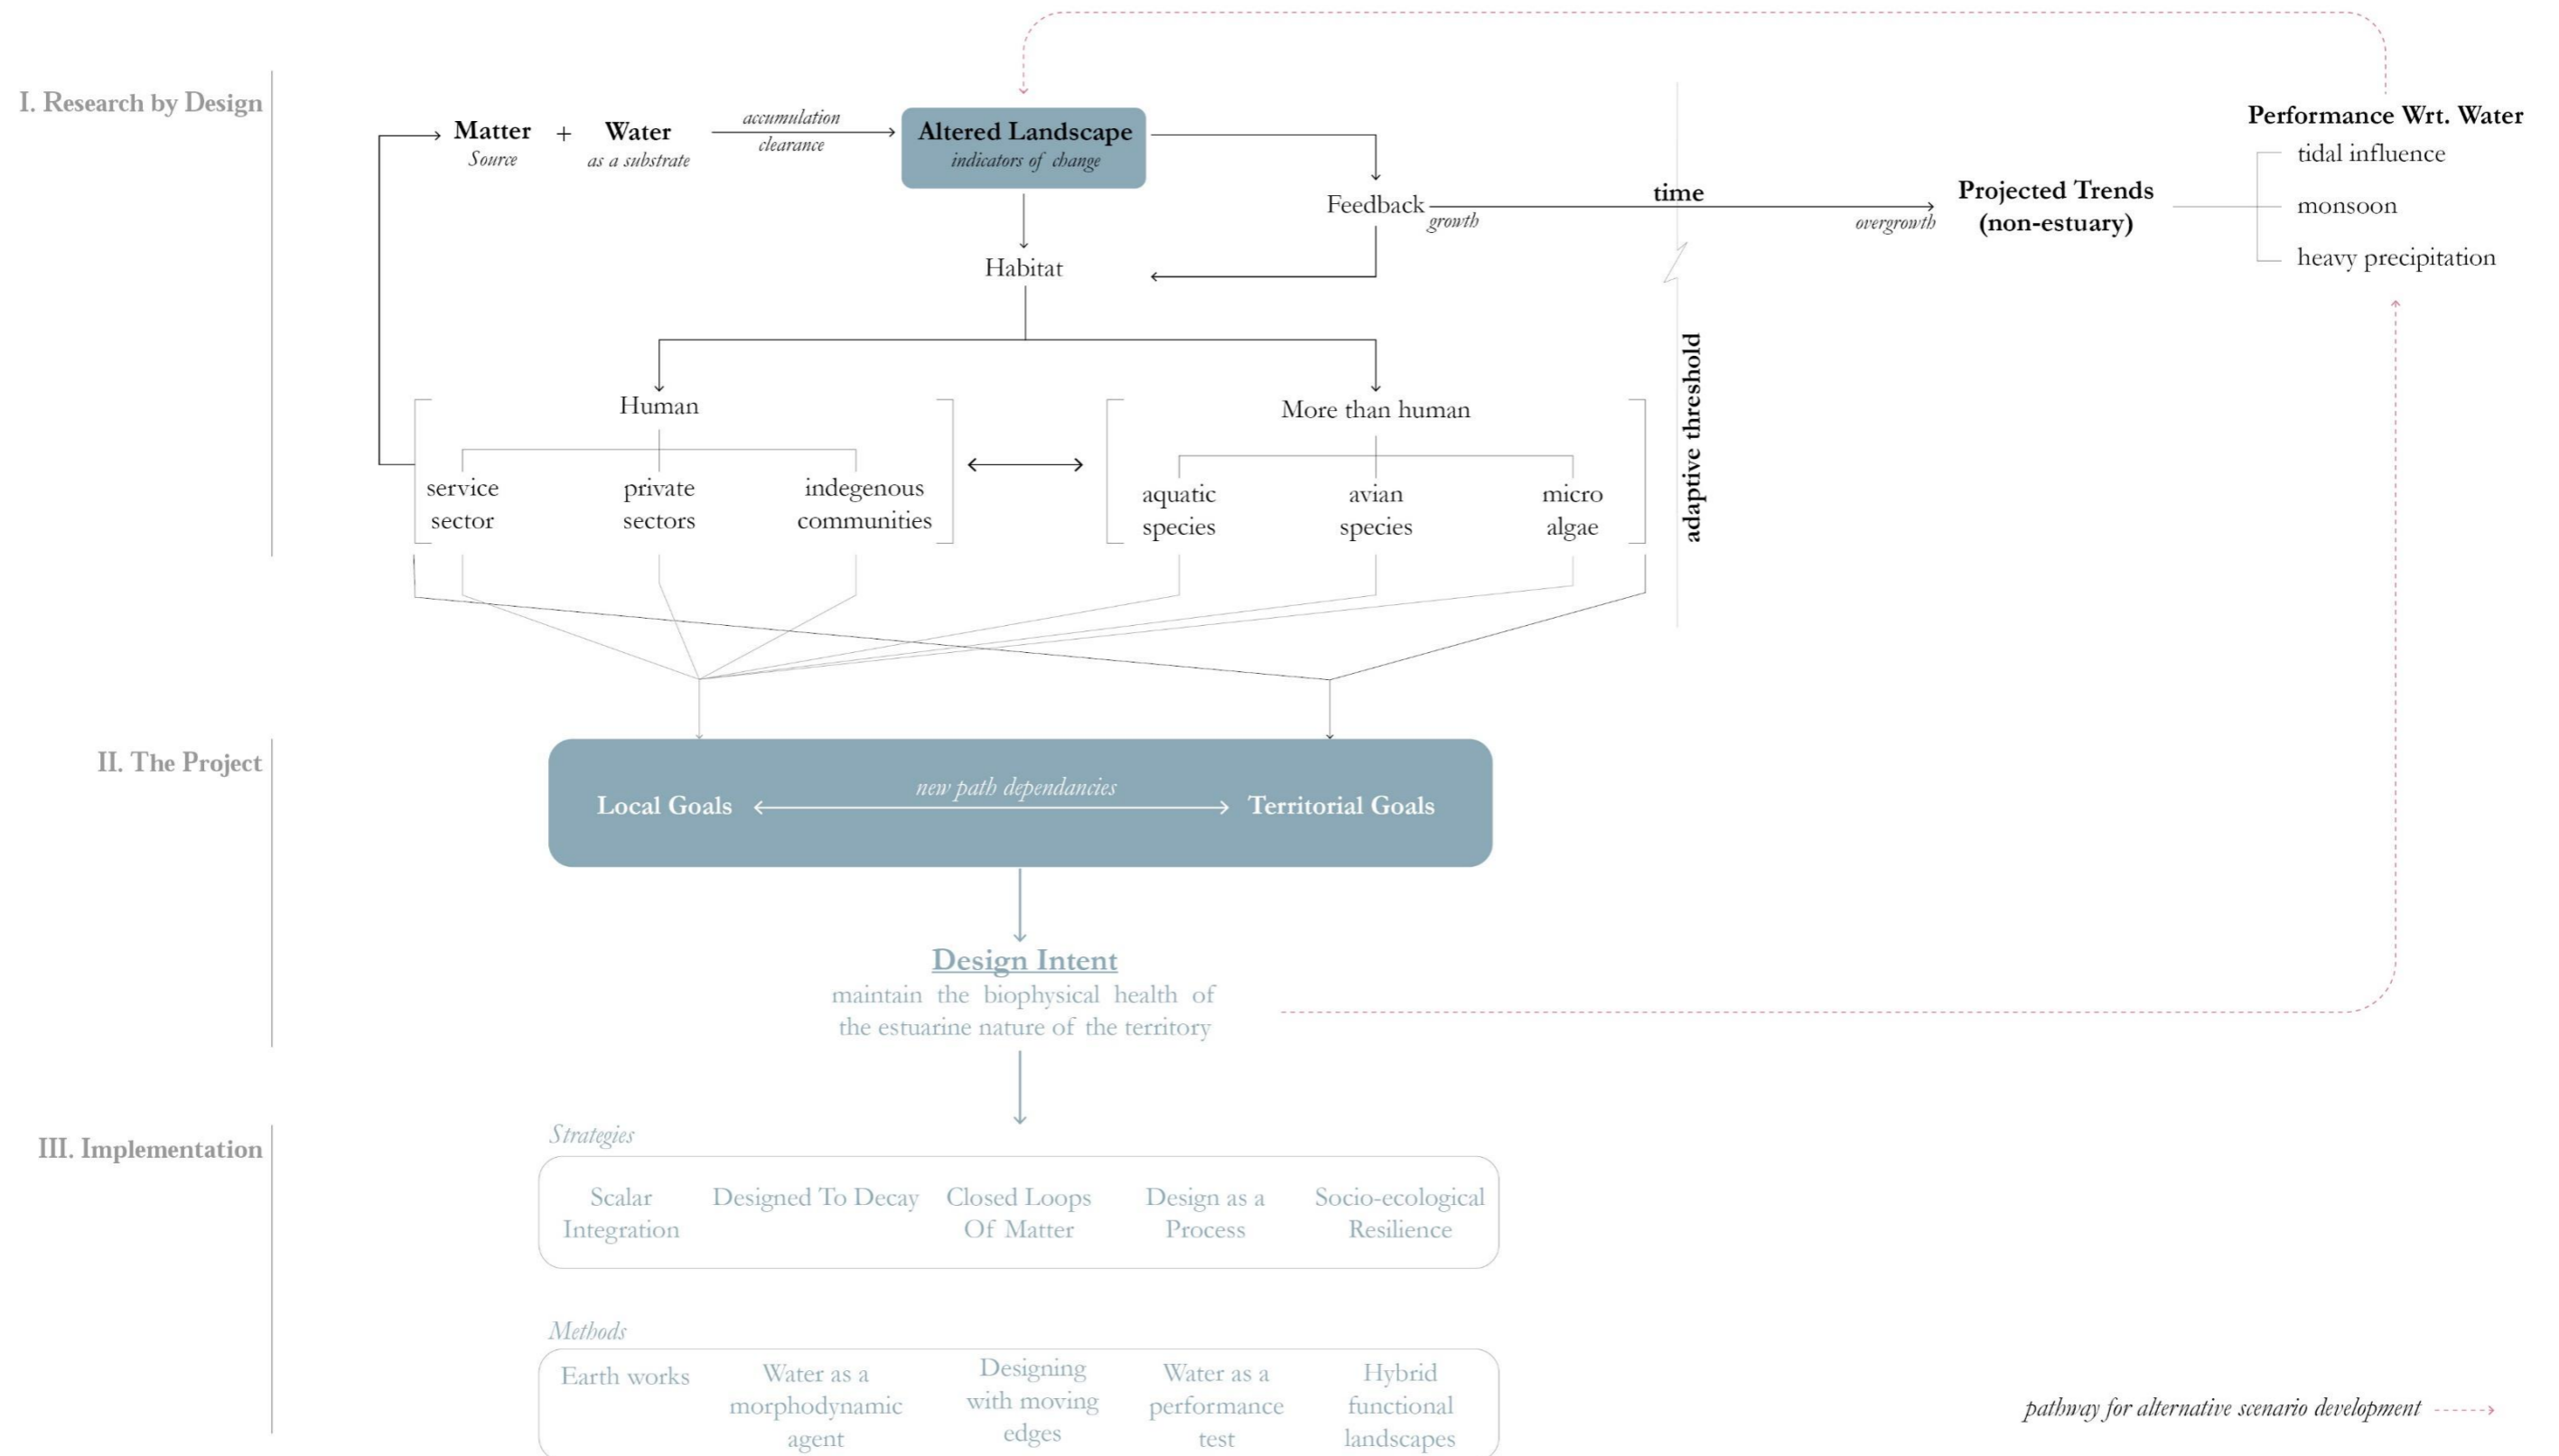 I. Research by Design
Matter + Water
Source
as a substrate
accumulation
clearance
Altered Landscape
indicators of change
Feedback
growth
time
overgrowth
Projected Trends
(non-estuary)
Performance Wrt. Water
tidal influence
monsoon
heavy precipitation
Habitat
adaptive threshold
Human
service
sector
private
sectors
indegenous
communities
More than human
aquatic
species
avian
species
micro
algae
II. The Project
Local Goals
new path dependancies
Territorial Goals
Design Intent
maintain the biophysical health of
the estuarine nature of the territory
III. Implementation
Strategies
Scalar
Integration
Designed To Decay
Closed Loops
Of Matter
Design as a
Process
Socio-ecological
Resilience
Methods
Earth works
Water as a
morphodynamic
agent
Designing
with moving
edges
Water as a
performance
test
Hybrid
functional
landscapes
pathway for alternative scenario development